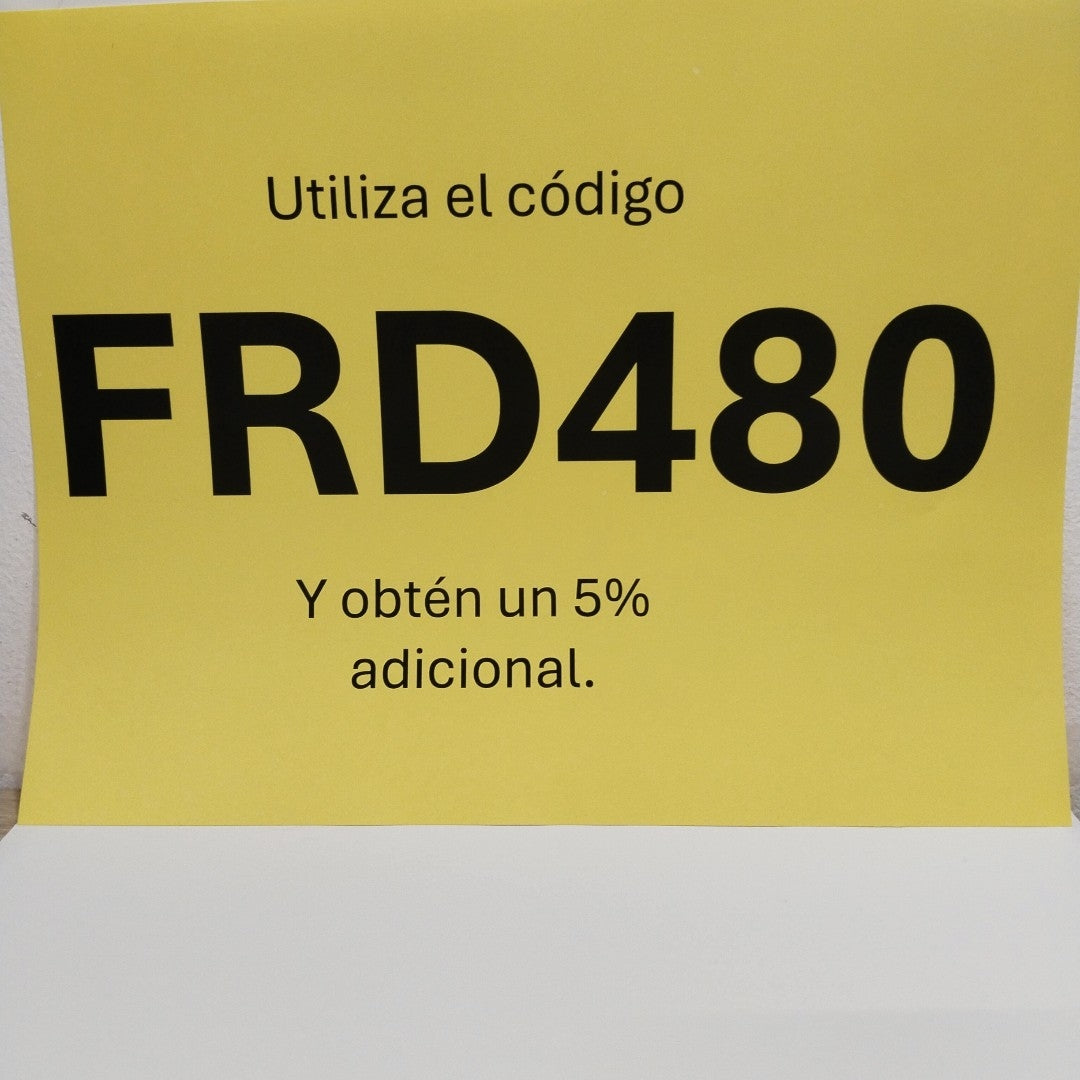 Utiliza el código
FRD480
Y obtén un 5%
adicional.